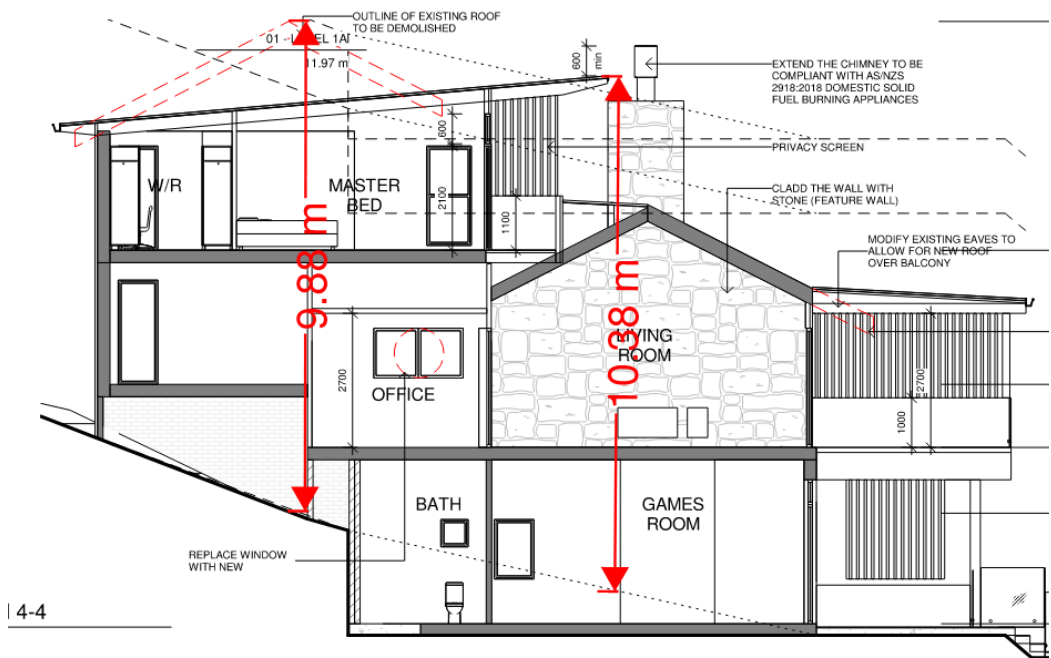 OUTLINE OF EXISTING ROOF
TO BE DEMOLISHED
11.97 m
600
min
EXTEND THE CHIMNEY TO BE
COMPLIANT WITH AS/NZS
2918:2018 DOMESTIC SOLID
FUEL BURNING APPLIANCES
600
PRIVACY SCREEN
W/R
MASTER
BED
2100
1100
CLADD THE WALL WITH
STONE (FEATURE WALL)
MODIFY EXISTING EAVES TO
ALLOW FOR NEW ROOF
OVER BALCONY
9.88 m
10.38 m
LIVING
ROOM
2700
OFFICE
2700
1000
BATH
GAMES
ROOM
REPLACE WINDOW
WITH NEW
4-4